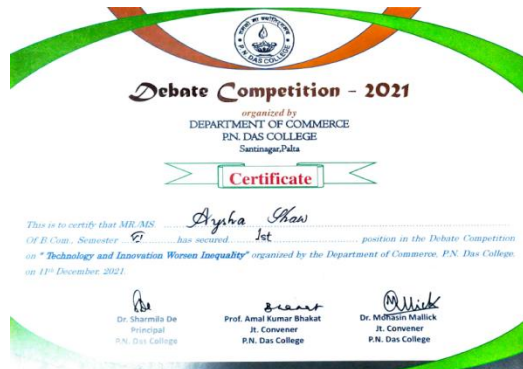 P. N. DAS COLLEGE
Debate Competition - 2021
organized by
DEPARTMENT OF COMMERCE
P.N. DAS COLLEGE
Santinagar,Palta
Certificate
This is to certify that MR./MS. Aysha Shaw
Of B.Com., Semester VI has secured 1st position in the Debate Competition
on " Technology and Innovation Worsen Inequality" organized by the Department of Commerce, P.N. Das College,
on 11th December, 2021.
Dr. Sharmila De Prof. Amal Kumar Bhakat Dr. Mohasin Mallick
Principal Jt. Convener Jt. Convener
P.N. Das College P.N. Das College P.N. Das College